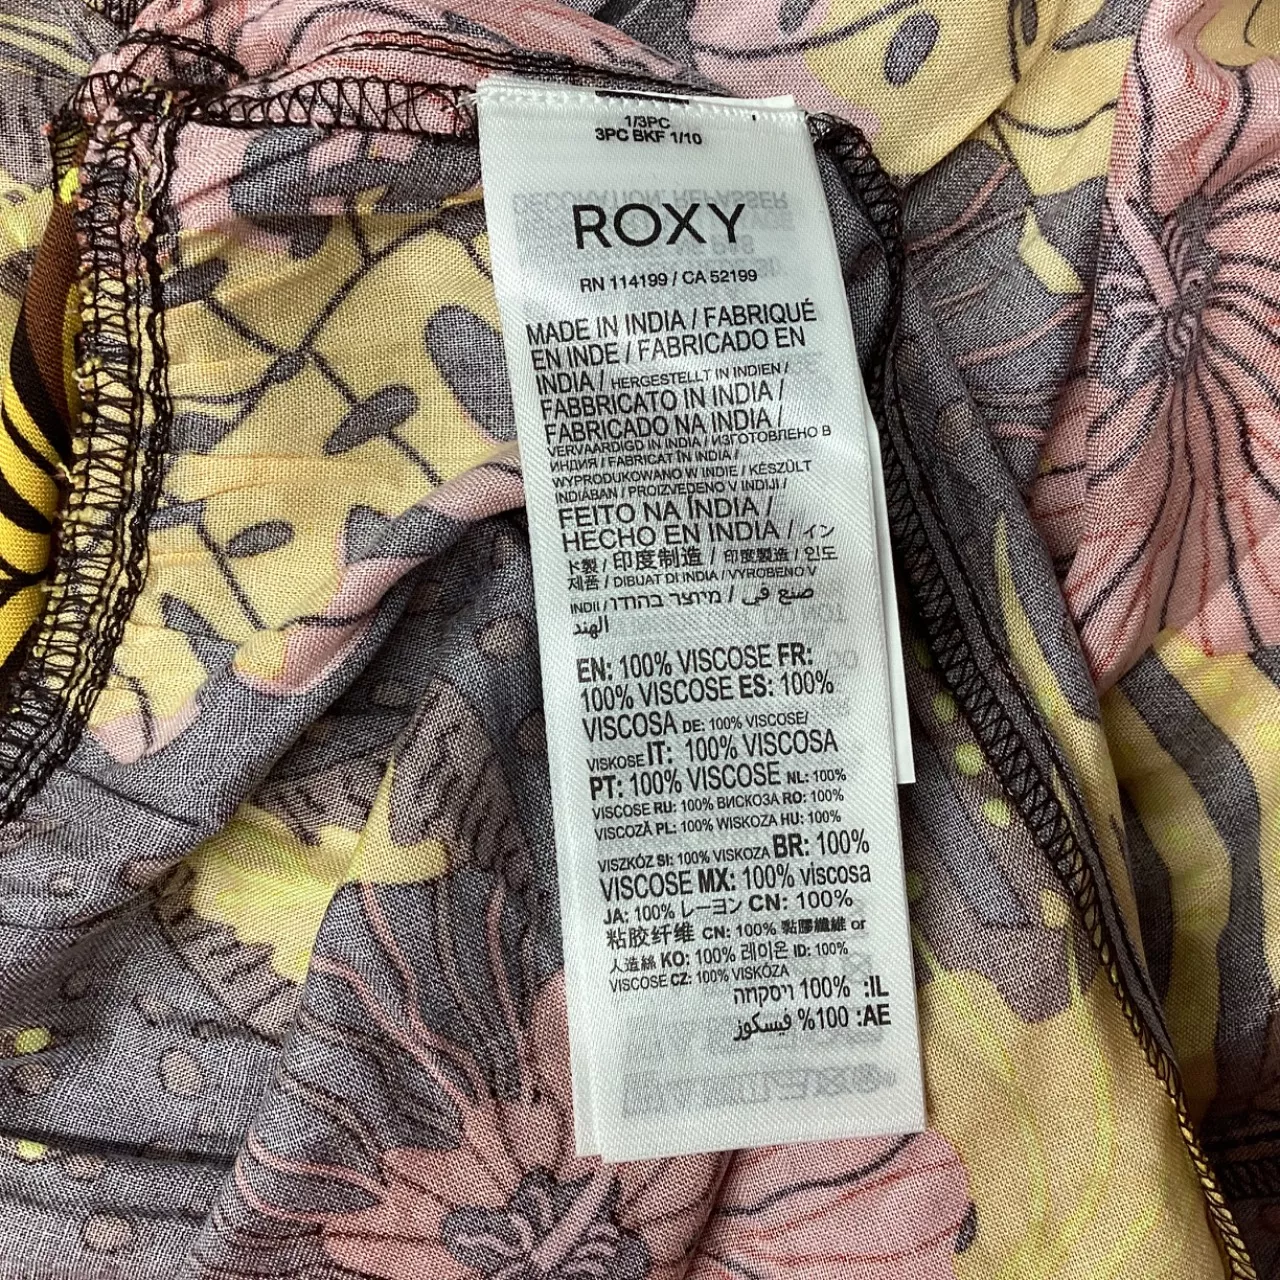 1/3PC
3PC BKF 1/10
DECORATION. REPASSER
ROXY
RN 114199 / CA 52199
MADE IN INDIA / FABRIQUÉ
EN INDE / FABRICADO EN
INDIA / HERGESTELLT IN INDIEN /
FABBRICATO IN INDIA /
FABRICADO NA INDIA /
VERVAARDIGD IN INDIA / ИЗГОТОВЛЕНО В
ИНДИЯ / FABRICAT ÎN INDIA /
WYPRODUKOWANO W INDIE / KÉSZÜLT
INDIÁBAN / PROIZVEDENO V INDIJI /
FEITO NA ÍNDIA /
HECHO EN INDIA / イン
ド製 / 印度制造 / 印度製造 / 인도
제품 / DIBUAT DI INDIA / VYROBENO V
INDII / מיוצר בהודו / صنع في
الهند
EN: 100% VISCOSE FR:
100% VISCOSE ES: 100%
VISCOSA DE: 100% VISCOSE/
VISKOSE IT: 100% VISCOSA
PT: 100% VISCOSE NL: 100%
VISCOSE RU: 100% ВИСКОЗА RO: 100%
VISCOZĂ PL: 100% WISKOZA HU: 100%
VISZKÓZ SI: 100% VISKOZA BR: 100%
VISCOSE MX: 100% viscosa
JA: 100% レーヨン CN: 100%
粘胶纤维 CN: 100% 黏膠纖維 or
人造絲 KO: 100% 레이온 ID: 100%
VISCOSE CZ: 100% VISKÓZA
IL: 100% ויסקוזה
AE: 100% فيسكوز